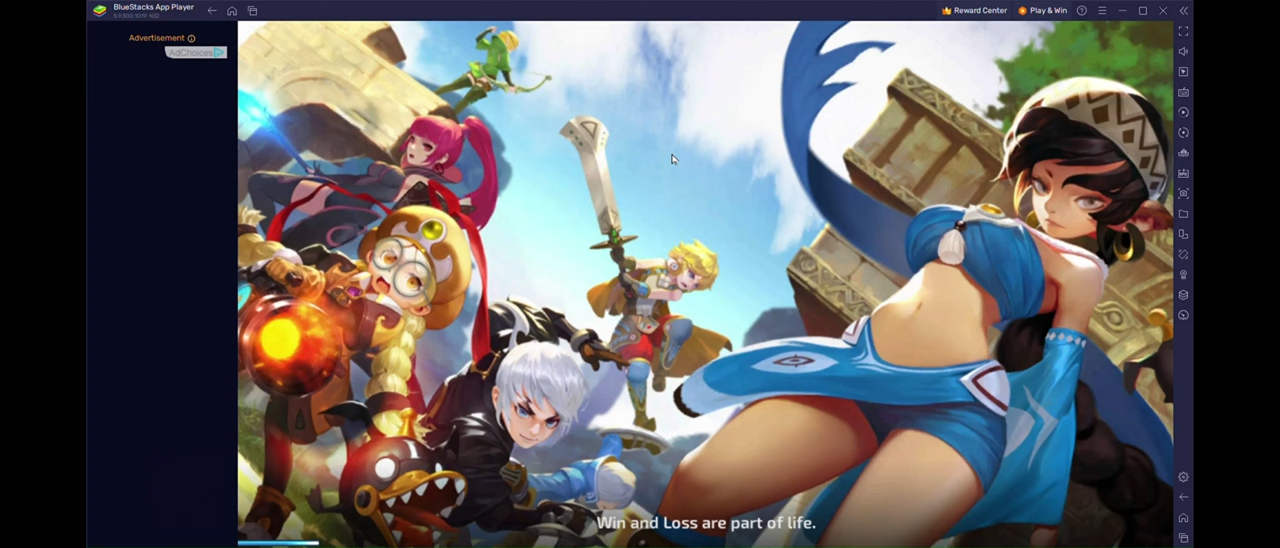 BlueStacks App Player
Reward Center
Play & Win
Advertisement
AdChoices
Win and Loss are part of life.